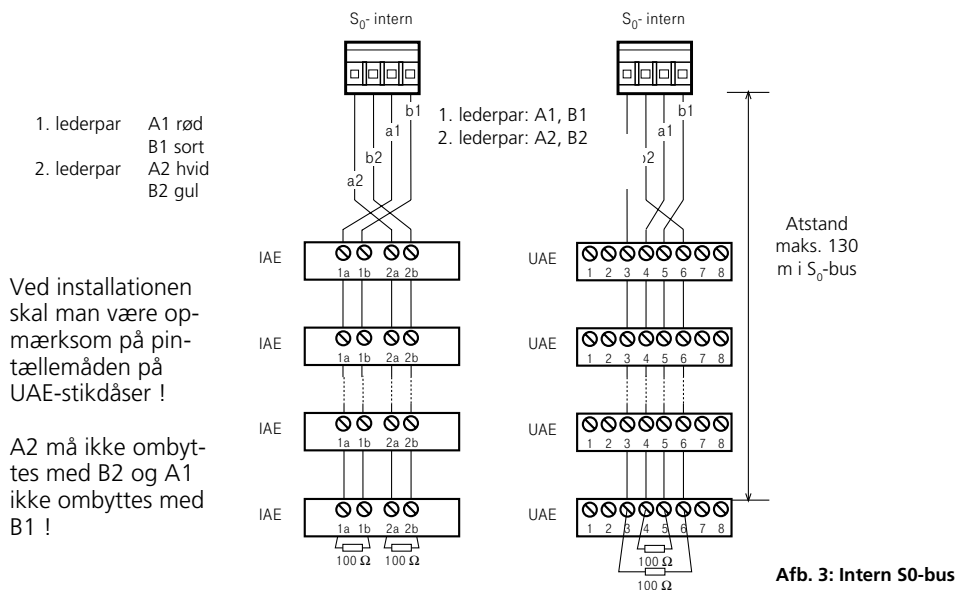 S0- intern
S0- intern
1. lederpar A1 rød
B1 sort
2. lederpar A2 hvid
B2 gul
b1
a1
b2
a2
1. lederpar: A1, B1
2. lederpar: A2, B2
b1
a1
b2
Atstand
maks. 130
m i S0-bus
Ved installationen
skal man være op-
mærksom på pin-
tællemåden på
UAE-stikdåser !
A2 må ikke ombyt-
tes med B2 og A1
ikke ombyttes med
B1 !
IAE
1a 1b 2a 2b
IAE
1a 1b 2a 2b
IAE
1a 1b 2a 2b
IAE
1a 1b 2a 2b
100 Ω 100 Ω
UAE
1 2 3 4 5 6 7 8
UAE
1 2 3 4 5 6 7 8
UAE
1 2 3 4 5 6 7 8
UAE
1 2 3 4 5 6 7 8
100 Ω
100 Ω
Afb. 3: Intern S0-bus